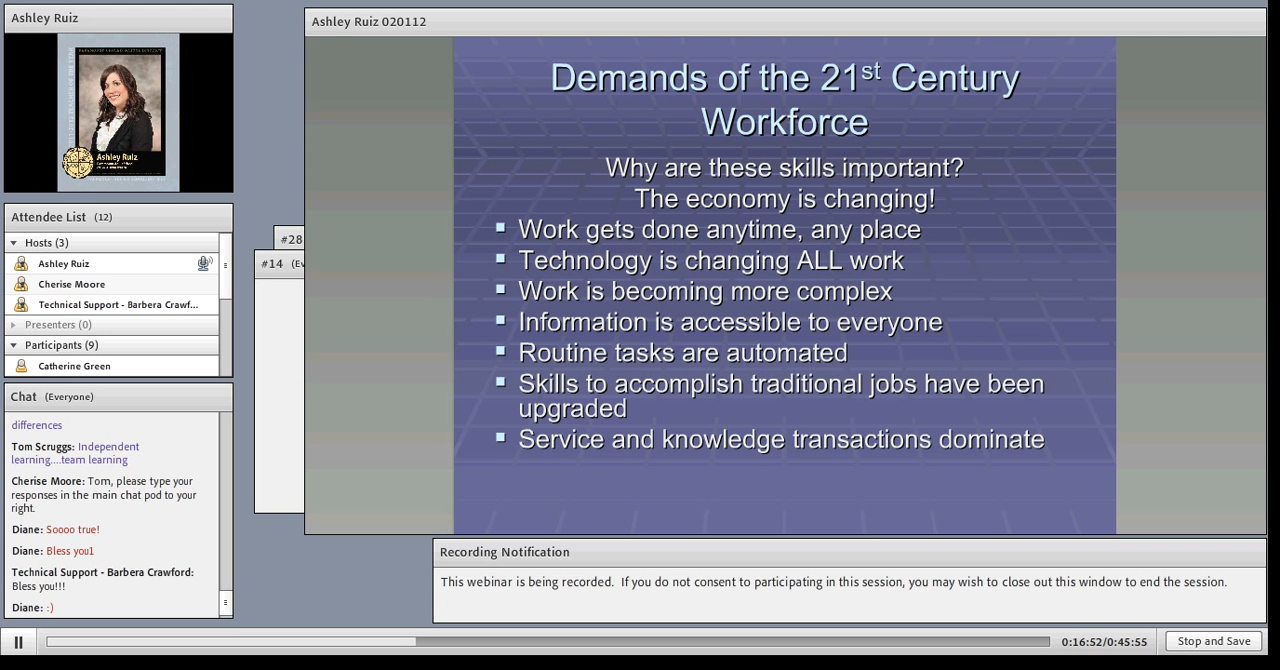 Ashley Ruiz
Ashley Ruiz
Attendee List (12)
Hosts (3)
Ashley Ruiz
Cherise Moore
Technical Support - Barbera Crawf...
Presenters (0)
Participants (9)
Catherine Green
Chat (Everyone)
differences
Tom Scruggs: Independent
learning....team learning
Cherise Moore: Tom, please type your
responses in the main chat pod to your
right.
Diane: Soooo true!
Diane: Bless you1
Technical Support - Barbera Crawford:
Bless you!!!
Diane: :)
#28
#14 (Ev
Ashley Ruiz 020112
Demands of the 21st Century
Workforce
Why are these skills important?
The economy is changing!
Work gets done anytime, any place
Technology is changing ALL work
Work is becoming more complex
Information is accessible to everyone
Routine tasks are automated
Skills to accomplish traditional jobs have been
upgraded
Service and knowledge transactions dominate
Recording Notification
This webinar is being recorded.  If you do not consent to participating in this session, you may wish to close out this window to end the session.
0:16:52/0:45:55
Stop and Save